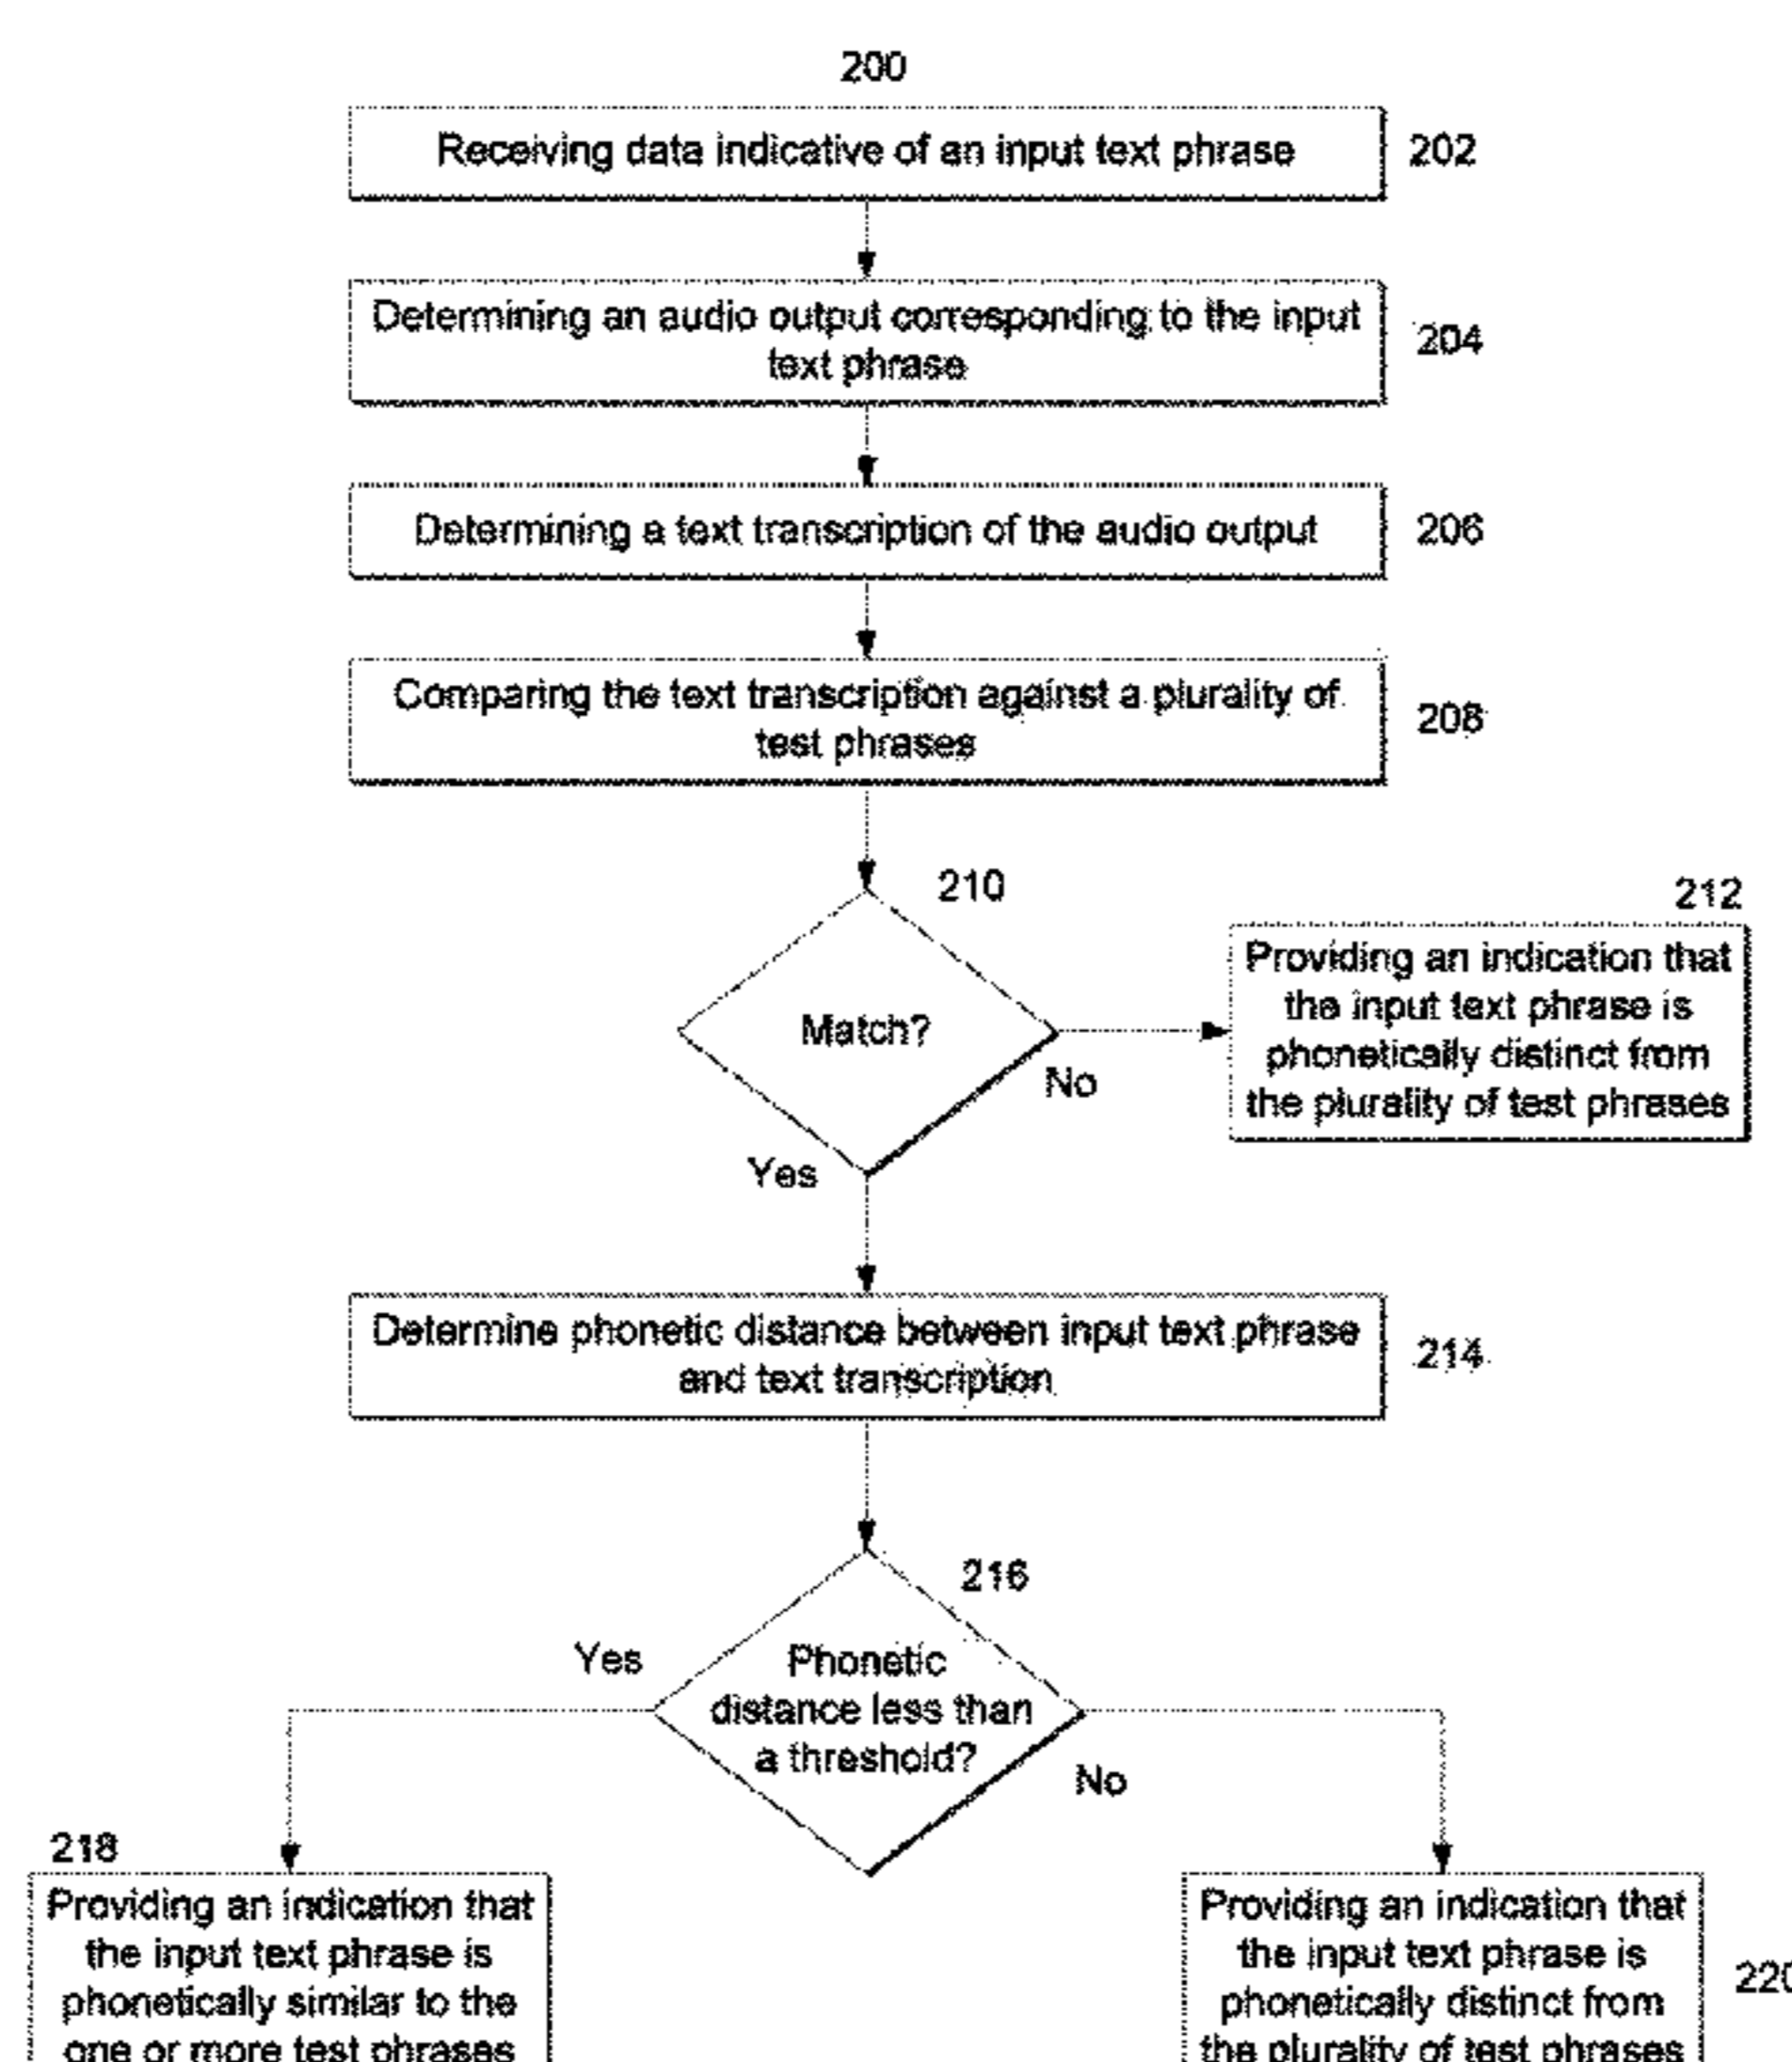 200
Receiving data indicative of an input text phrase
202
Determining an audio output corresponding to the input
text phrase
204
Determining a text transcription of the audio output
206
Comparing the text transcription against a plurality of
test phrases
208
210
Match?
No
Yes
212
Providing an indication that
the input text phrase is
phonetically distinct from
the plurality of test phrases
Determine phonetic distance between input text phrase
and text transcription
214
216
Phonetic
distance less than
a threshold?
Yes
No
218
Providing an indication that
the input text phrase is
phonetically similar to the
one or more test phrases
Providing an indication that
the input text phrase is
phonetically distinct from
the plurality of test phrases
220